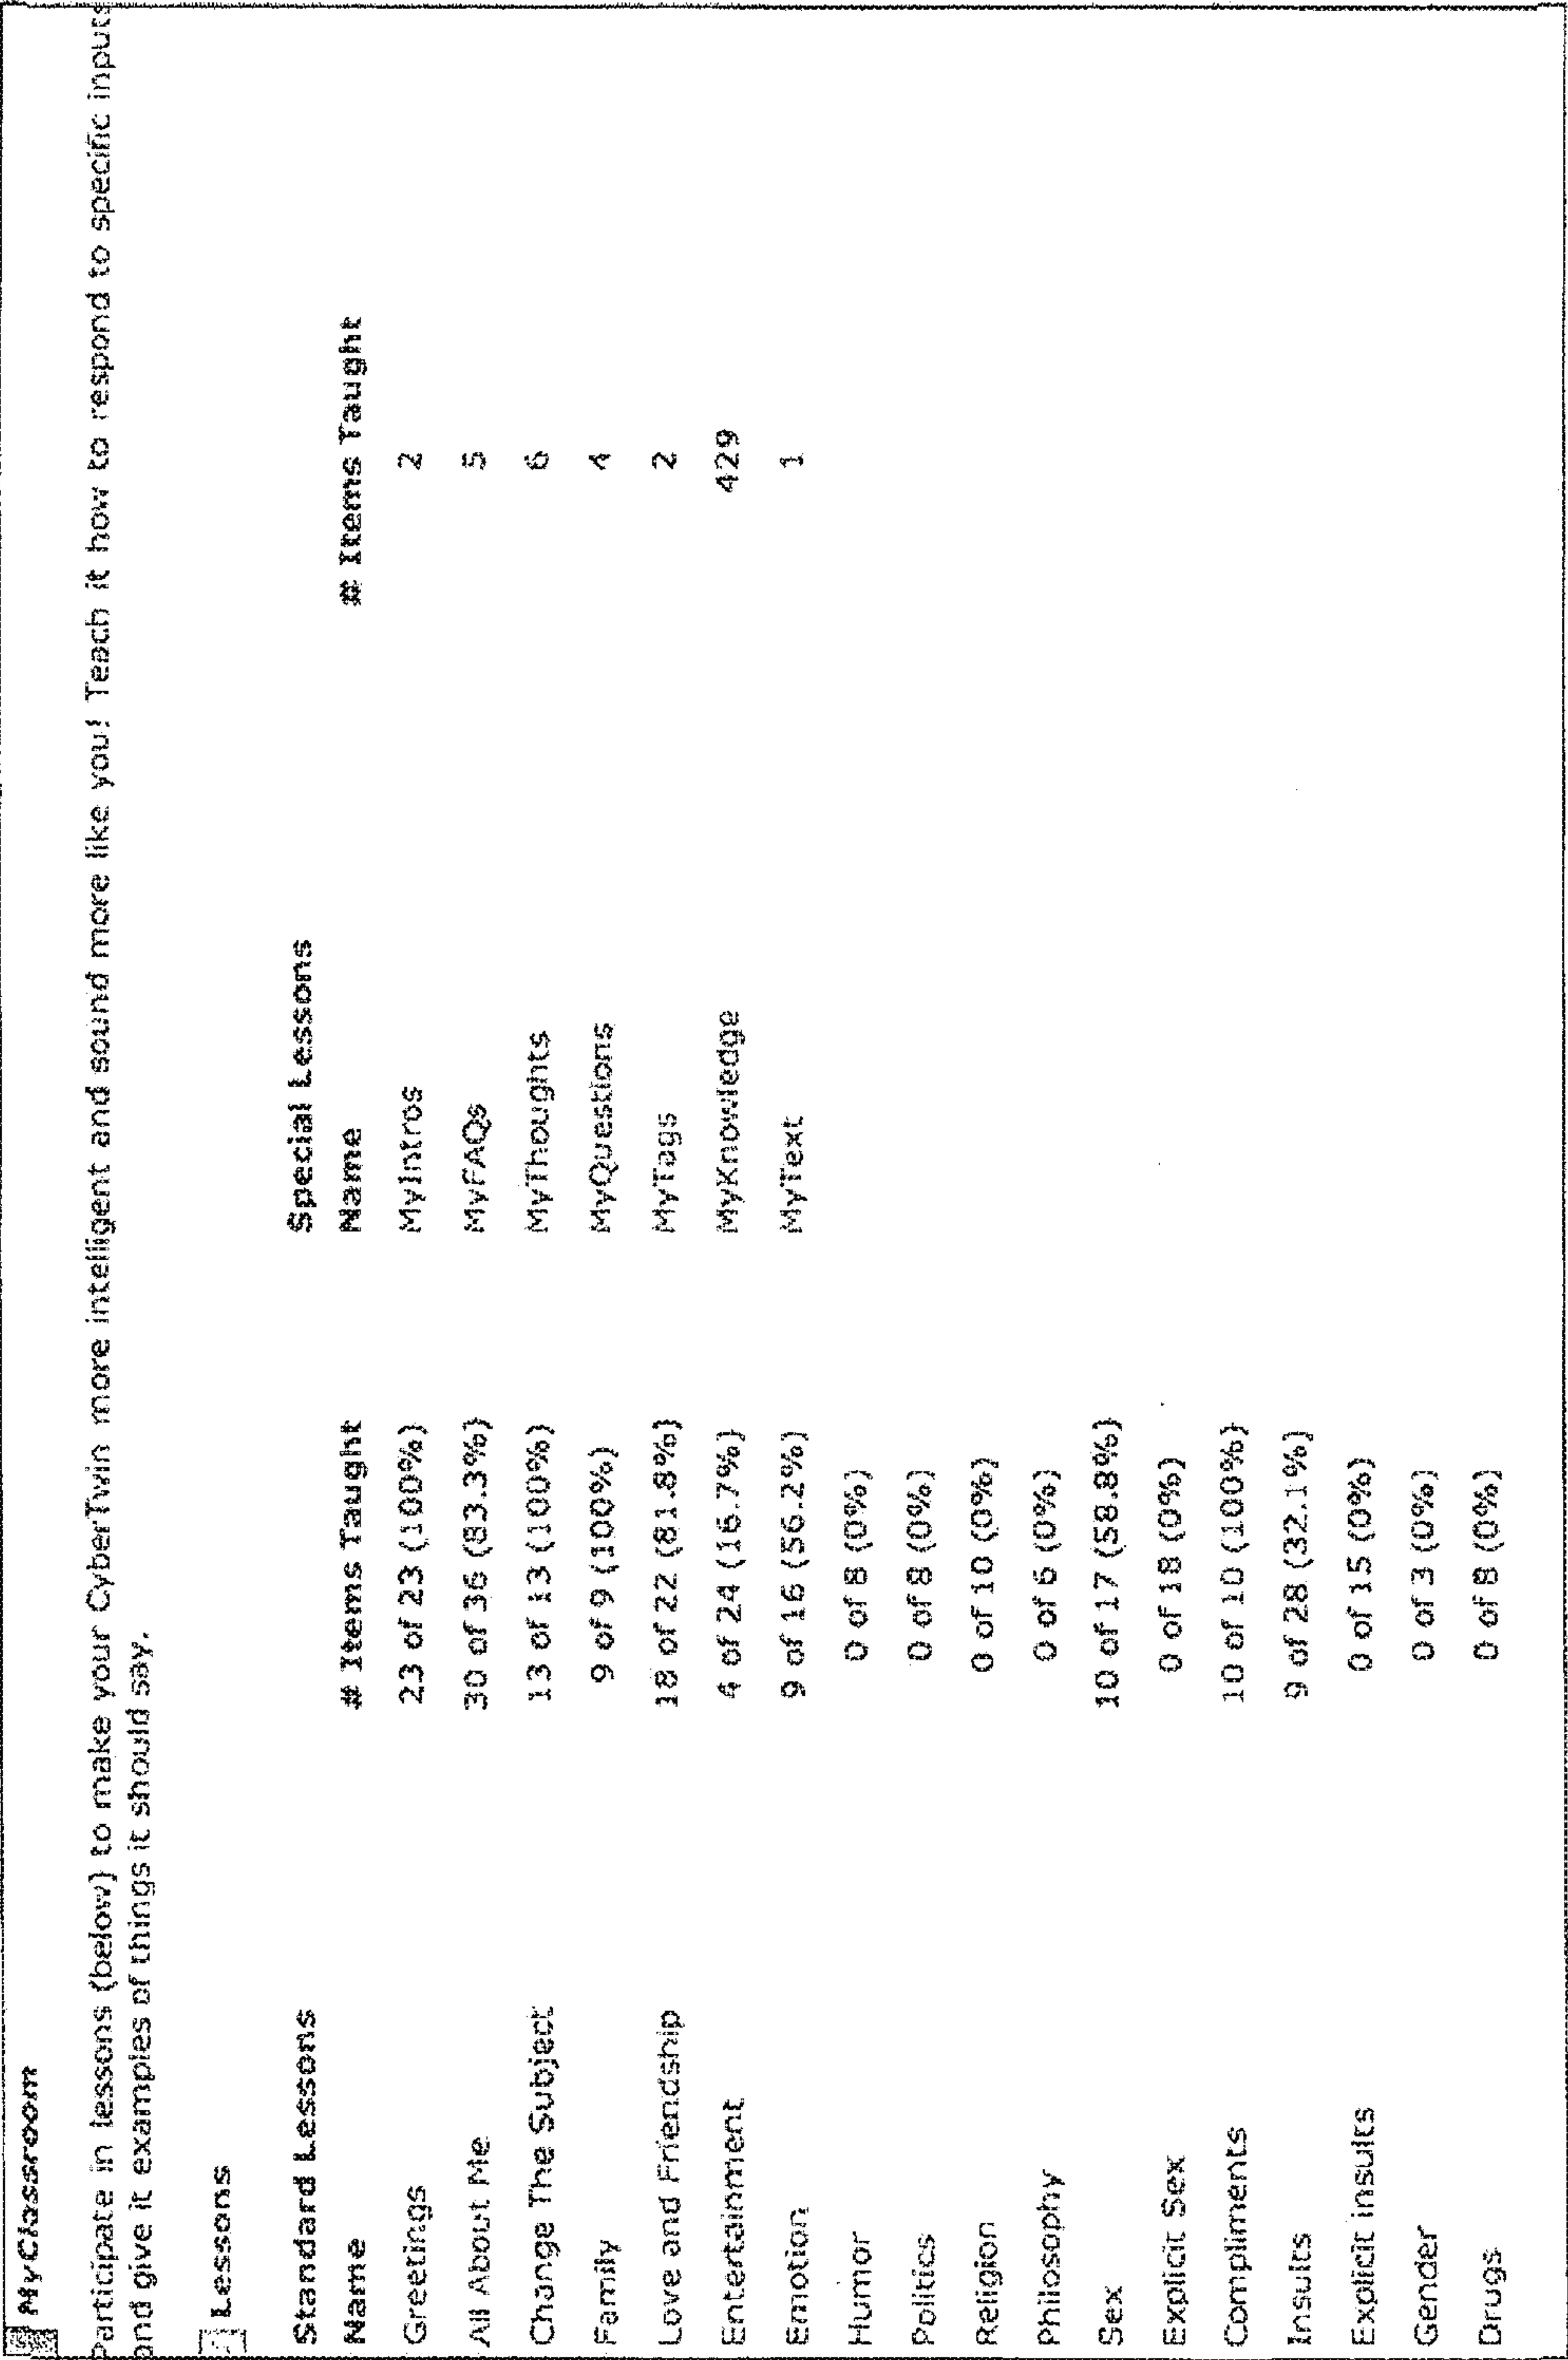 MyClassroom
Participate in lessons (below) to make your CyberTwin more intelligent and sound more like you! Teach it how to respond to specific inputs
and give it examples of things it should say.
Lessons
Standard Lessons Special Lessons
Name # Items Taught Name # Items Taught
Greetings 23 of 23 (100%) MyIntros 2
All About Me 30 of 36 (83.3%) MyFAQs 5
Change The Subject 13 of 13 (100%) MyThoughts 6
Family 9 of 9 (100%) MyQuestions 4
Love and Friendship 18 of 22 (81.8%) MyTags 2
Entertainment 4 of 24 (16.7%) MyKnowledge 429
Emotion 9 of 16 (56.2%) MyText 1
Humor 0 of 8 (0%)
Politics 0 of 8 (0%)
Religion 0 of 10 (0%)
Philosophy 0 of 6 (0%)
Sex 10 of 17 (58.8%)
Explicit Sex 0 of 18 (0%)
Compliments 10 of 10 (100%)
Insults 9 of 28 (32.1%)
Explicit insults 0 of 15 (0%)
Gender 0 of 3 (0%)
Drugs 0 of 8 (0%)